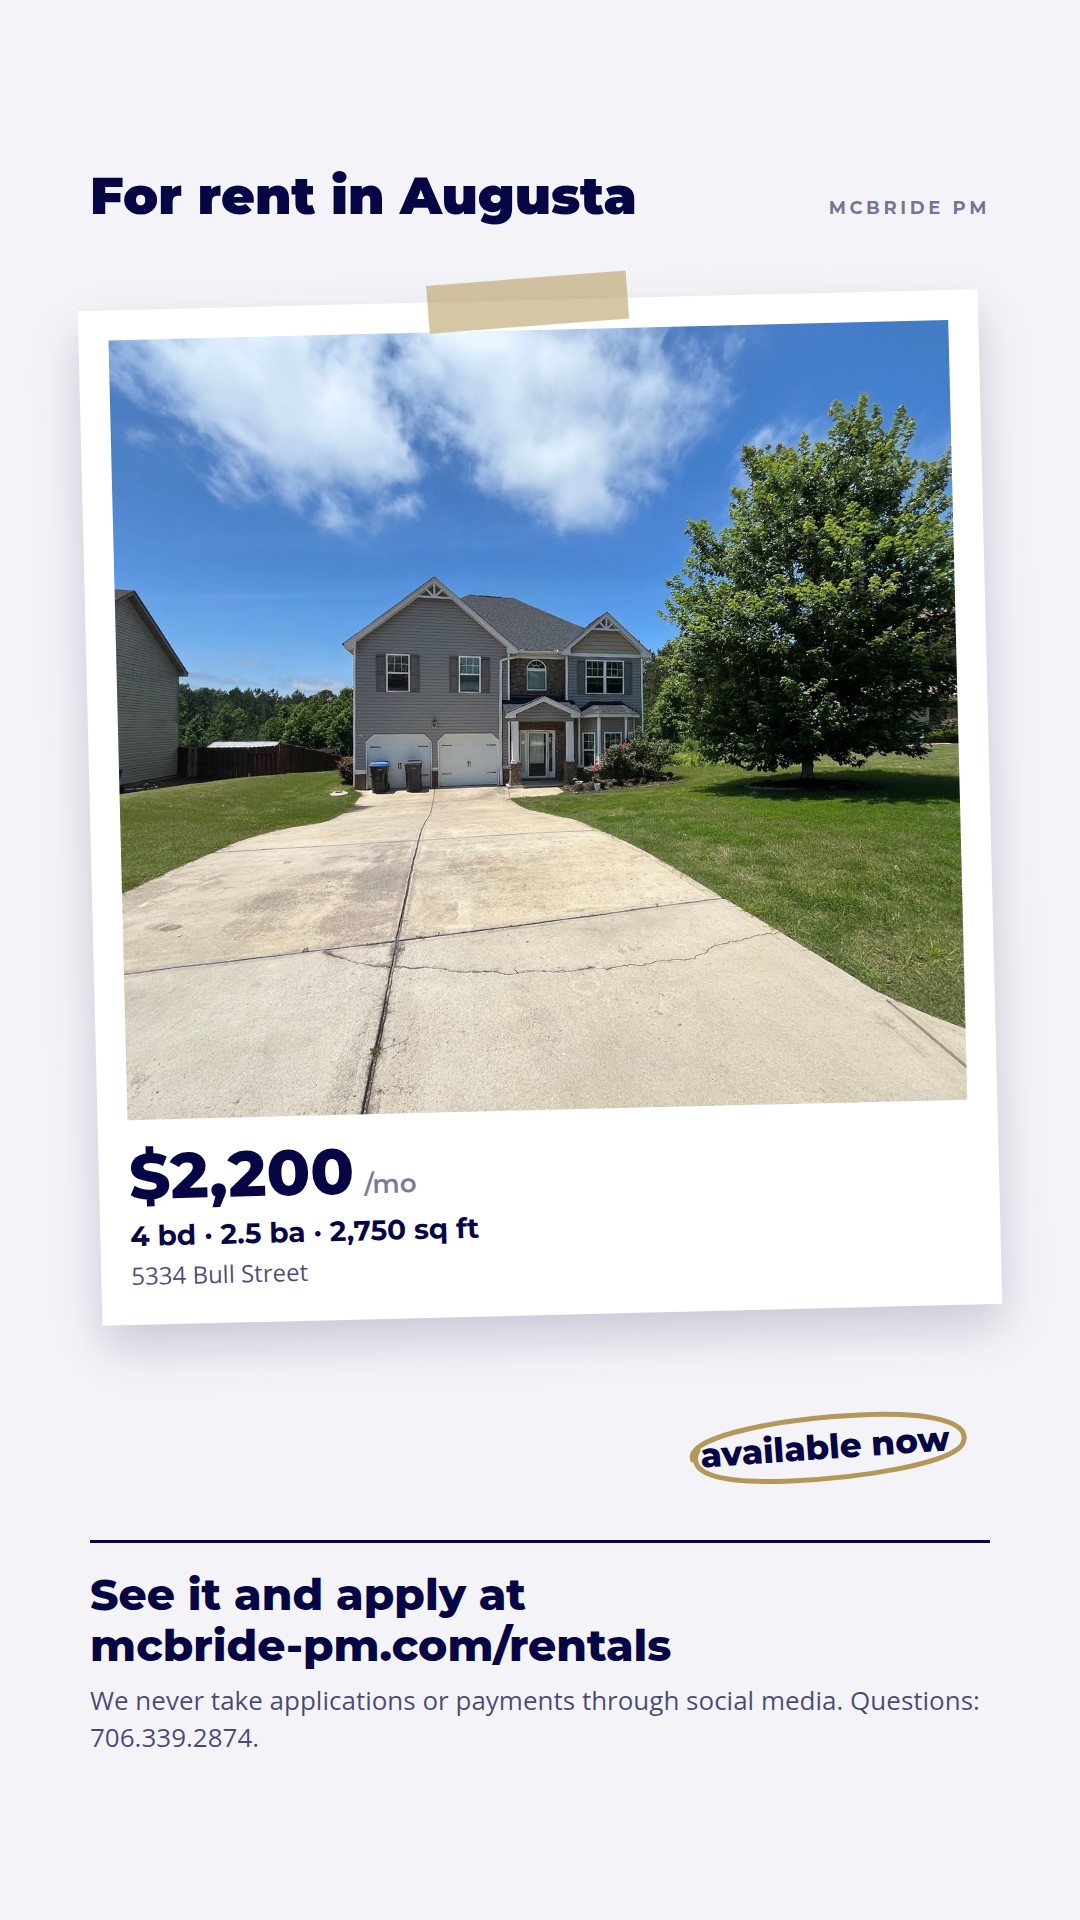 For rent in Augusta
MCBRIDE PM
$2,200 /mo
4 bd · 2.5 ba · 2,750 sq ft
5334 Bull Street
available now
See it and apply at
mcbride-pm.com/rentals
We never take applications or payments through social media. Questions:
706.339.2874.